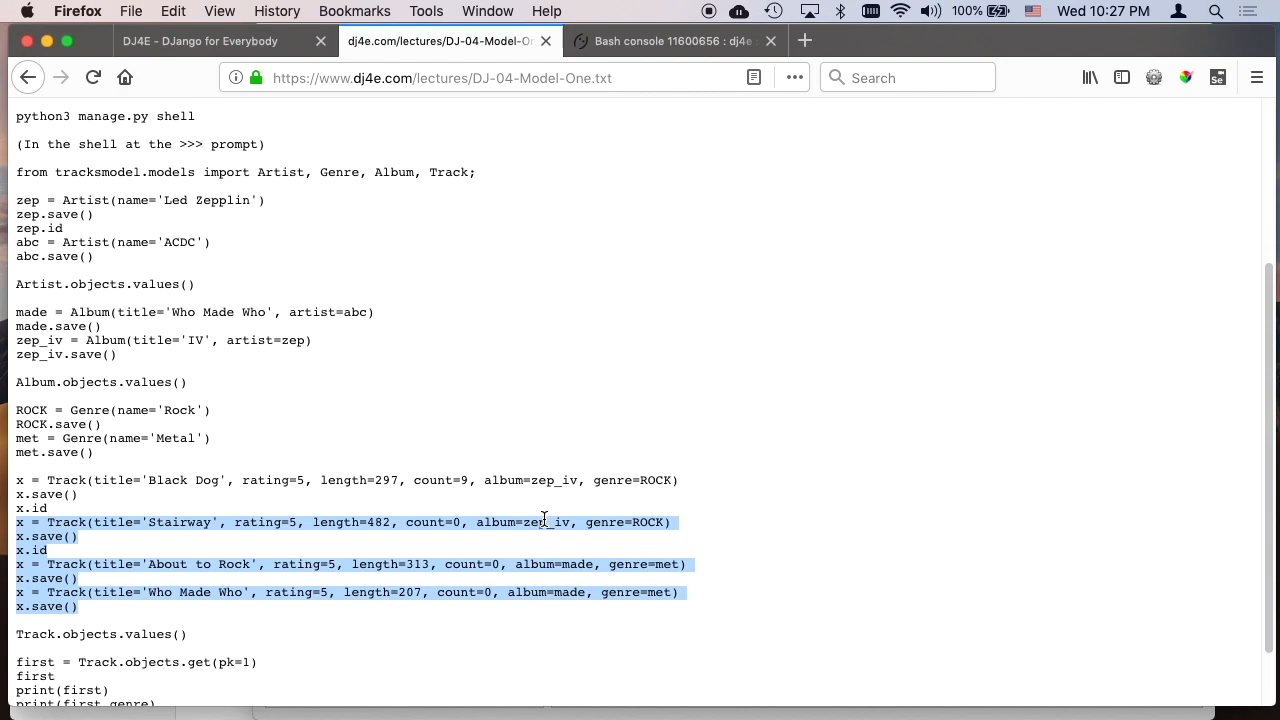 Firefox File Edit View History Bookmarks Tools Window Help 100% Wed 10:27 PM
DJ4E - DJango for Everybody dj4e.com/lectures/DJ-04-Model-On Bash console 11600656 : dj4e :
https://www.dj4e.com/lectures/DJ-04-Model-One.txt Search Se
python3 manage.py shell
(In the shell at the >>> prompt)
from tracksmodel.models import Artist, Genre, Album, Track;
zep = Artist(name='Led Zepplin')
zep.save()
zep.id
abc = Artist(name='ACDC')
abc.save()
Artist.objects.values()
made = Album(title='Who Made Who', artist=abc)
made.save()
zep_iv = Album(title='IV', artist=zep)
zep_iv.save()
Album.objects.values()
ROCK = Genre(name='Rock')
ROCK.save()
met = Genre(name='Metal')
met.save()
x = Track(title='Black Dog', rating=5, length=297, count=9, album=zep_iv, genre=ROCK)
x.save()
x.id
x = Track(title='Stairway', rating=5, length=482, count=0, album=zep_iv, genre=ROCK)
x.save()
x.id
x = Track(title='About to Rock', rating=5, length=313, count=0, album=made, genre=met)
x.save()
x = Track(title='Who Made Who', rating=5, length=207, count=0, album=made, genre=met)
x.save()
Track.objects.values()
first = Track.objects.get(pk=1)
first
print(first)
print(first.genre)